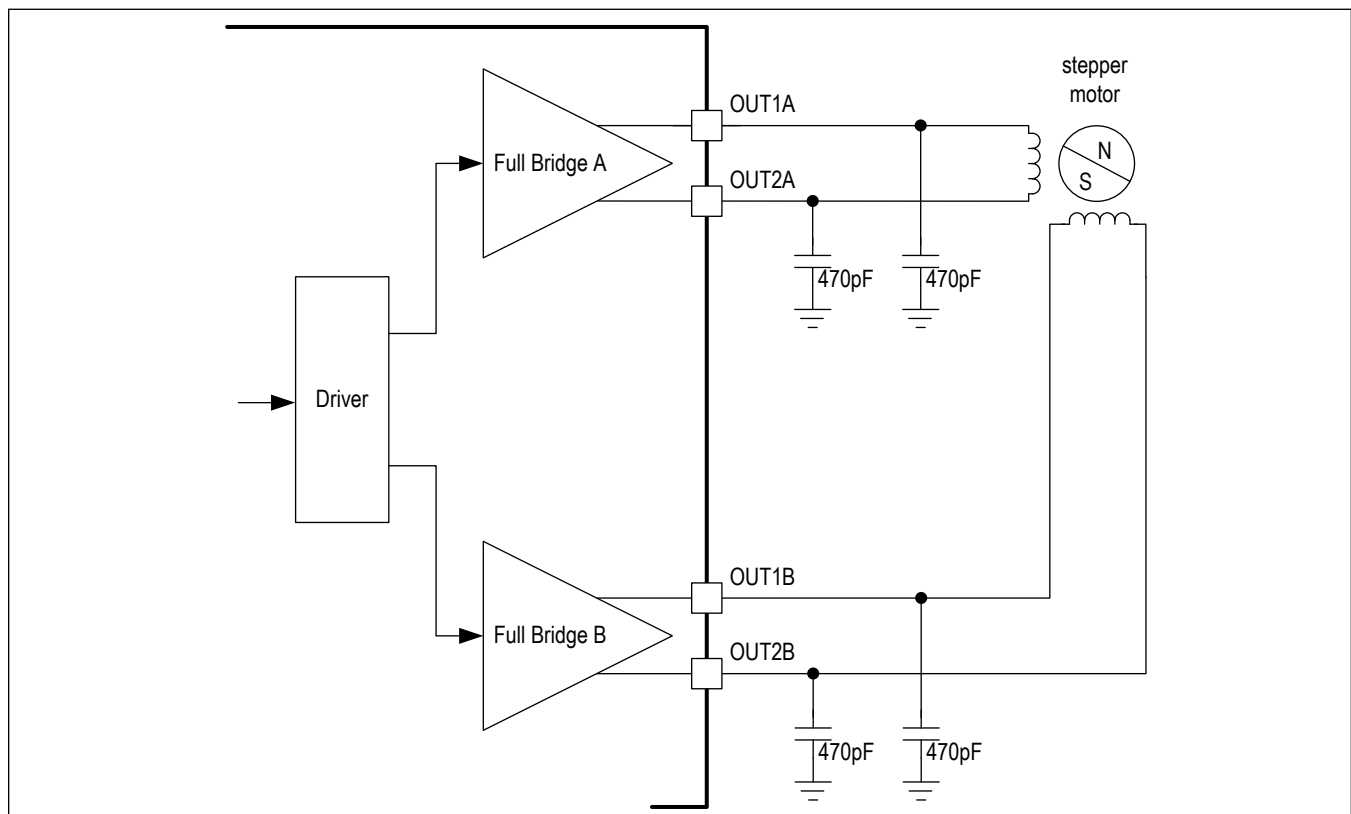 stepper
motor
OUT1A
N
Full Bridge A
S
OUT2A
470pF
470pF
Driver
OUT1B
Full Bridge B
OUT2B
470pF
470pF